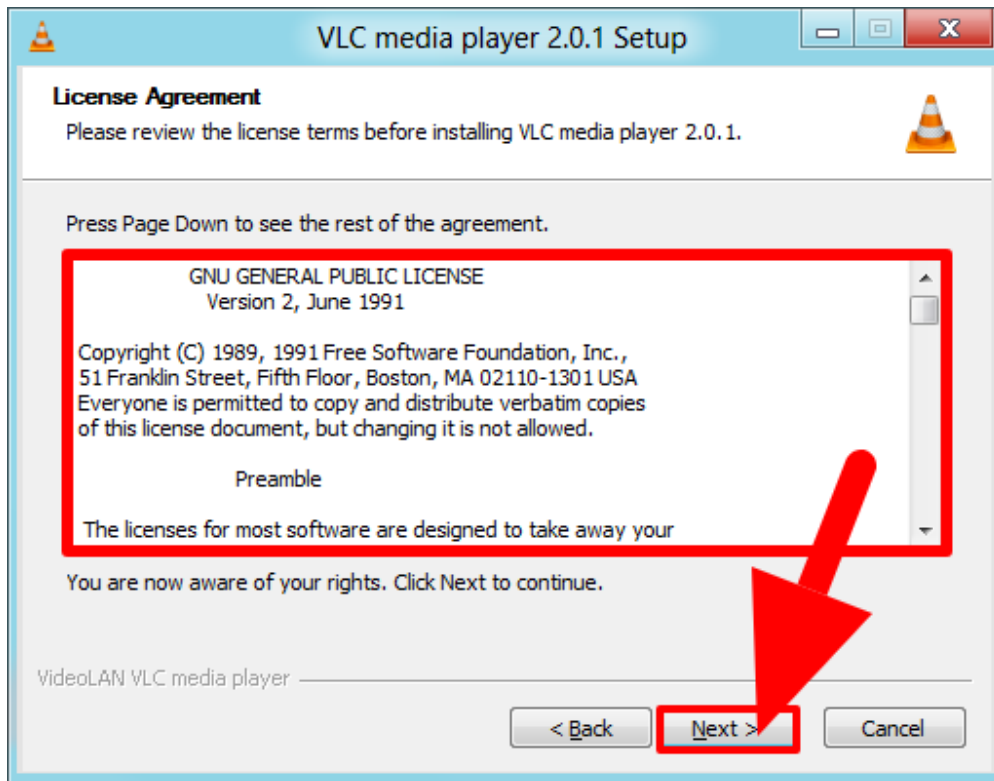 VLC media player 2.0.1 Setup
License Agreement
Please review the license terms before installing VLC media player 2.0.1.
Press Page Down to see the rest of the agreement.
GNU GENERAL PUBLIC LICENSE
Version 2, June 1991
Copyright (C) 1989, 1991 Free Software Foundation, Inc.,
51 Franklin Street, Fifth Floor, Boston, MA 02110-1301 USA
Everyone is permitted to copy and distribute verbatim copies
of this license document, but changing it is not allowed.
Preamble
The licenses for most software are designed to take away your
You are now aware of your rights. Click Next to continue.
VideoLAN VLC media player
< Back Next > Cancel